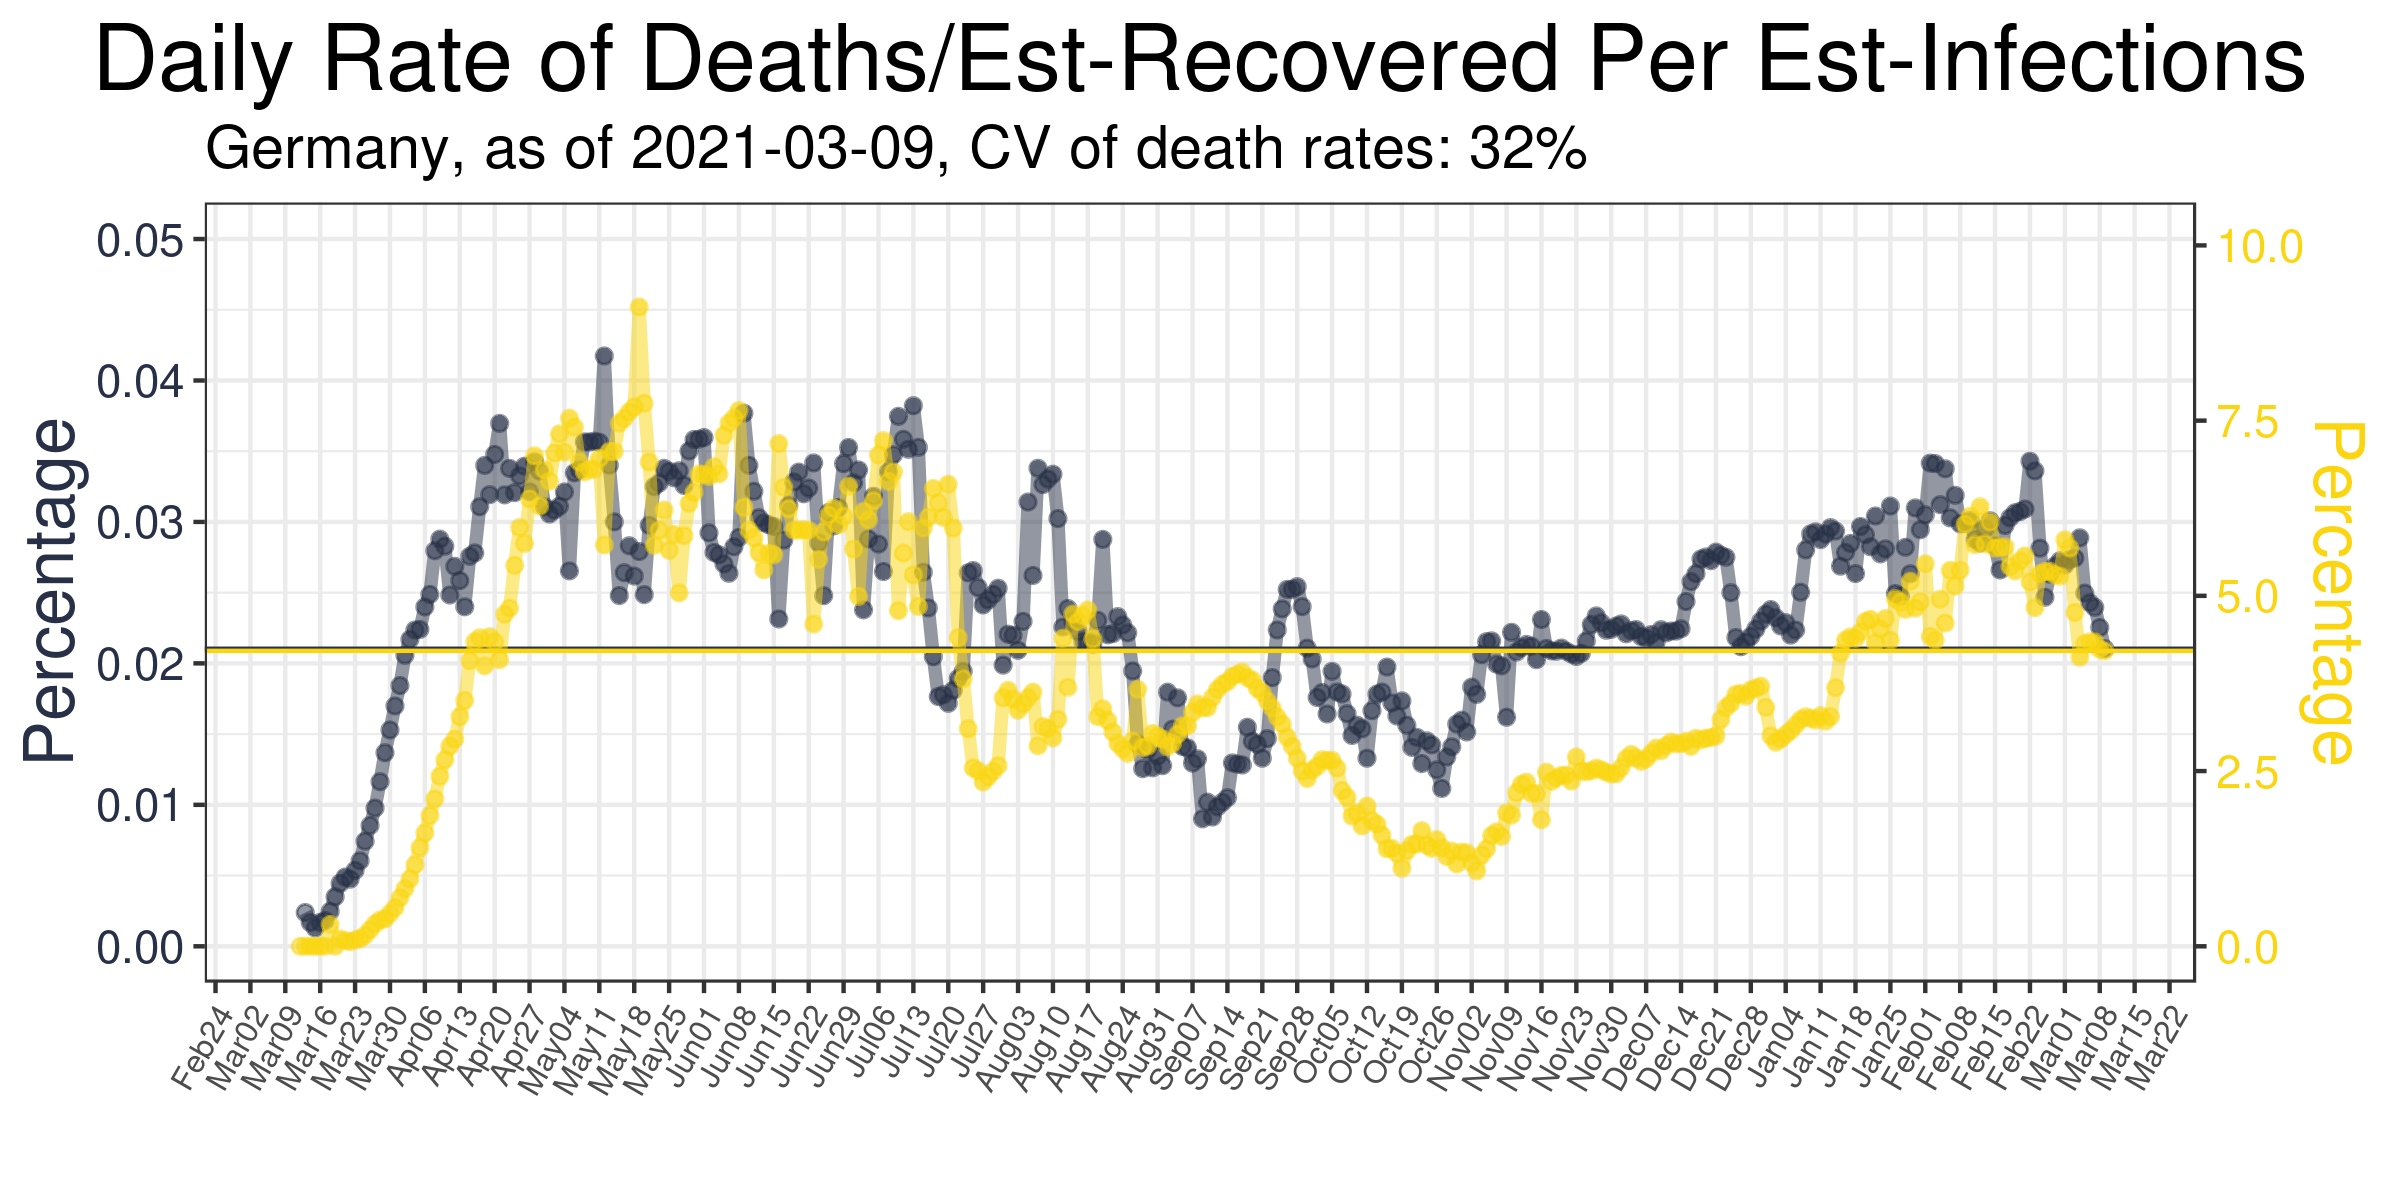 Daily Rate of Deaths/Est-Recovered Per Est-Infections
Germany, as of 2021-03-09, CV of death rates: 32%
Percentage
0.05
0.04
0.03
0.02
0.01
0.00
10.0
7.5
5.0
2.5
0.0
Percentage
Feb24 Mar02 Mar09 Mar16 Mar23 Mar30 Apr06 Apr13 Apr20 Apr27 May04 May11 May18 May25 Jun01 Jun08 Jun15 Jun22 Jun29 Jul06 Jul13 Jul20 Jul27 Aug03 Aug10 Aug17 Aug24 Aug31 Sep07 Sep14 Sep21 Sep28 Oct05 Oct12 Oct19 Oct26 Nov02 Nov09 Nov16 Nov23 Nov30 Dec07 Dec14 Dec21 Dec28 Jan04 Jan11 Jan18 Jan25 Feb01 Feb08 Feb15 Feb22 Mar01 Mar08 Mar15 Mar22